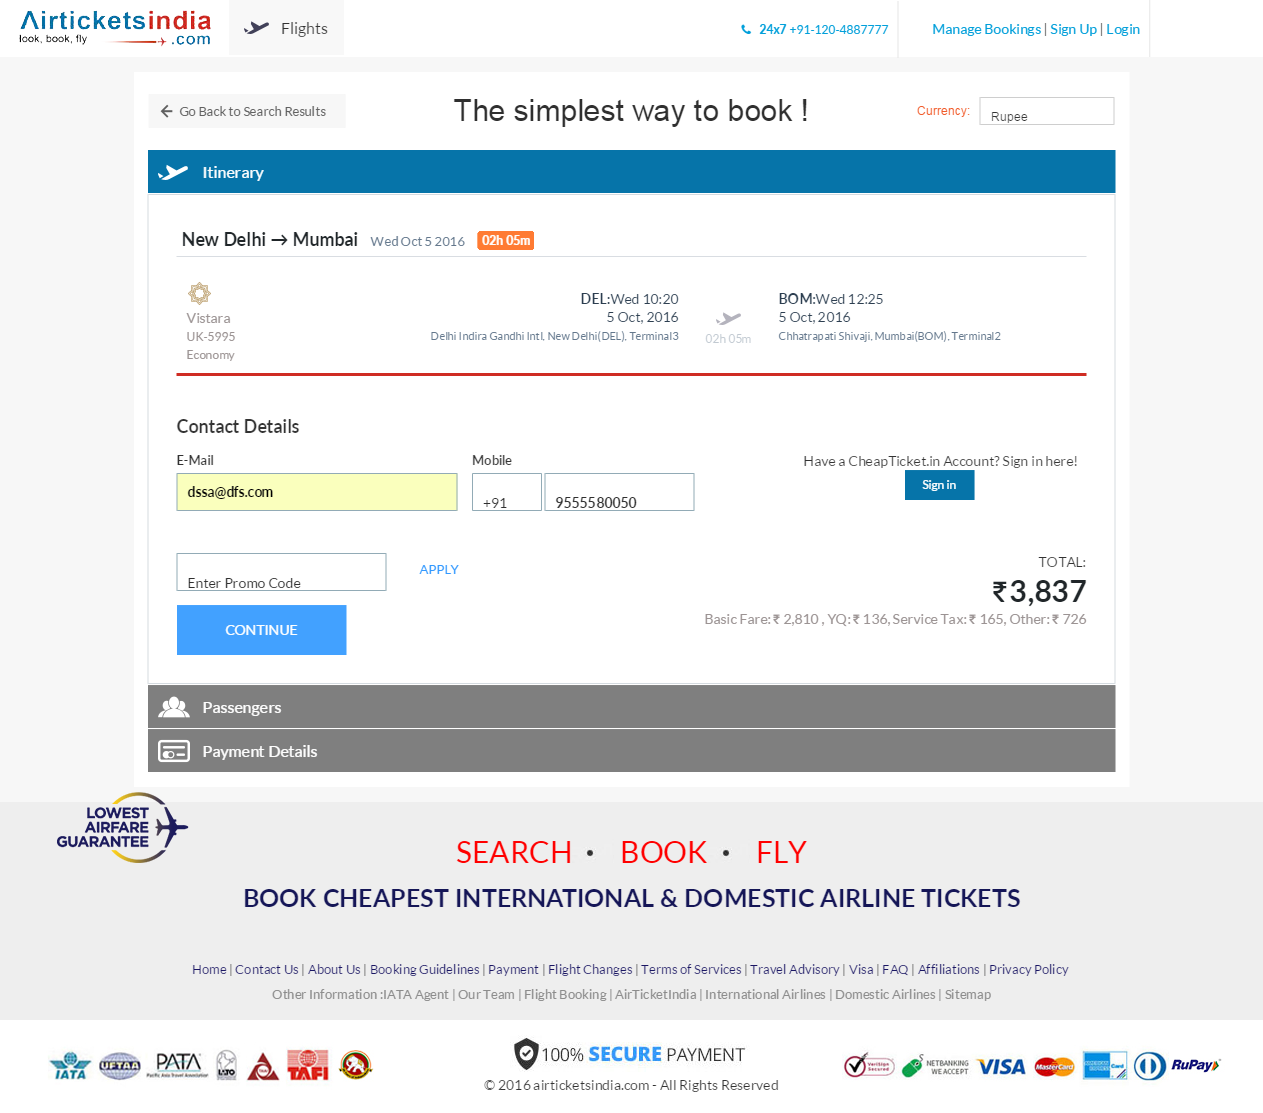 Airticketsindia
look, book, fly .com
Flights
24x7 +91-120-4887777
Manage Bookings | Sign Up | Login
Go Back to Search Results
The simplest way to book !
Currency: Rupee
Itinerary
New Delhi → Mumbai Wed Oct 5 2016 02h 05m
Vistara
UK-5995
Economy
DEL:Wed 10:20
5 Oct, 2016
Delhi Indira Gandhi Intl, New Delhi(DEL), Terminal3
02h 05m
BOM:Wed 12:25
5 Oct, 2016
Chhatrapati Shivaji, Mumbai(BOM), Terminal2
Contact Details
E-Mail
dssa@dfs.com
Mobile
+91 9555580050
Have a CheapTicket.in Account? Sign in here!
Sign in
Enter Promo Code
APPLY
TOTAL:
₹3,837
Basic Fare: ₹ 2,810 , YQ: ₹ 136, Service Tax: ₹ 165, Other: ₹ 726
CONTINUE
Passengers
Payment Details
LOWEST
AIRFARE
GUARANTEE
SEARCH • BOOK • FLY
BOOK CHEAPEST INTERNATIONAL & DOMESTIC AIRLINE TICKETS
Home | Contact Us | About Us | Booking Guidelines | Payment | Flight Changes | Terms of Services | Travel Advisory | Visa | FAQ | Affiliations | Privacy Policy
Other Information :IATA Agent | Our Team | Flight Booking | AirTicketIndia | International Airlines | Domestic Airlines | Sitemap
IATA
UFTAA
PATA
Pacific Asia Travel Association
IATO
TAFI
100% SECURE PAYMENT
© 2016 airticketsindia.com - All Rights Reserved
VeriSign
Secured
NETBANKING
WE ACCEPT
VISA
MasterCard
RuPay